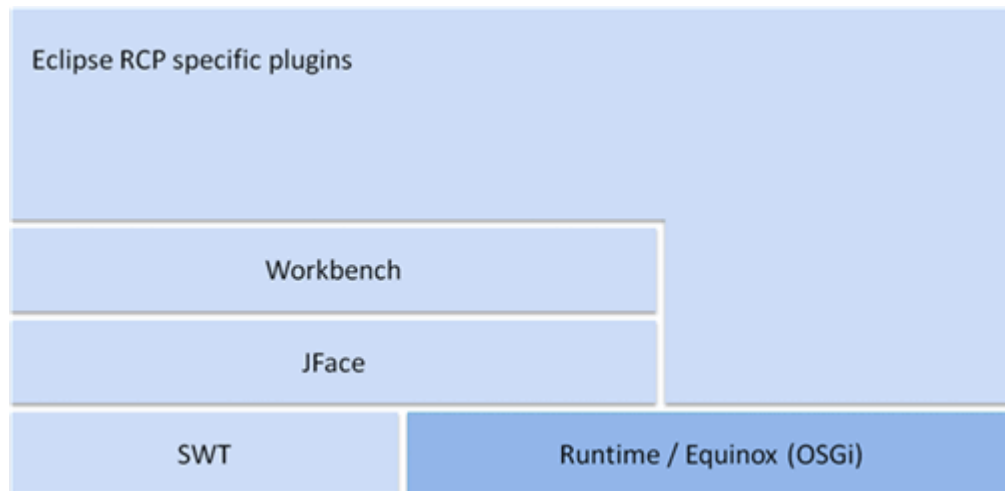 Eclipse RCP specific plugins
Workbench
JFace
SWT
Runtime / Equinox (OSGi)